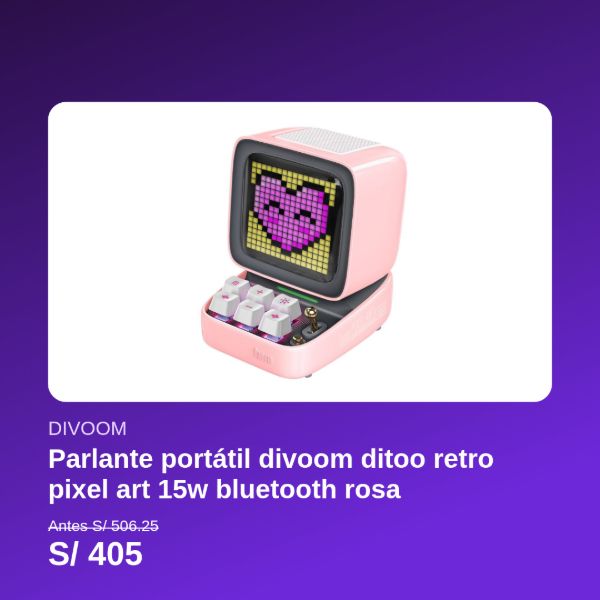 DIVOOM
Parlante portátil divoom ditoo retro
pixel art 15w bluetooth rosa
Antes S/ 506.25
S/ 405